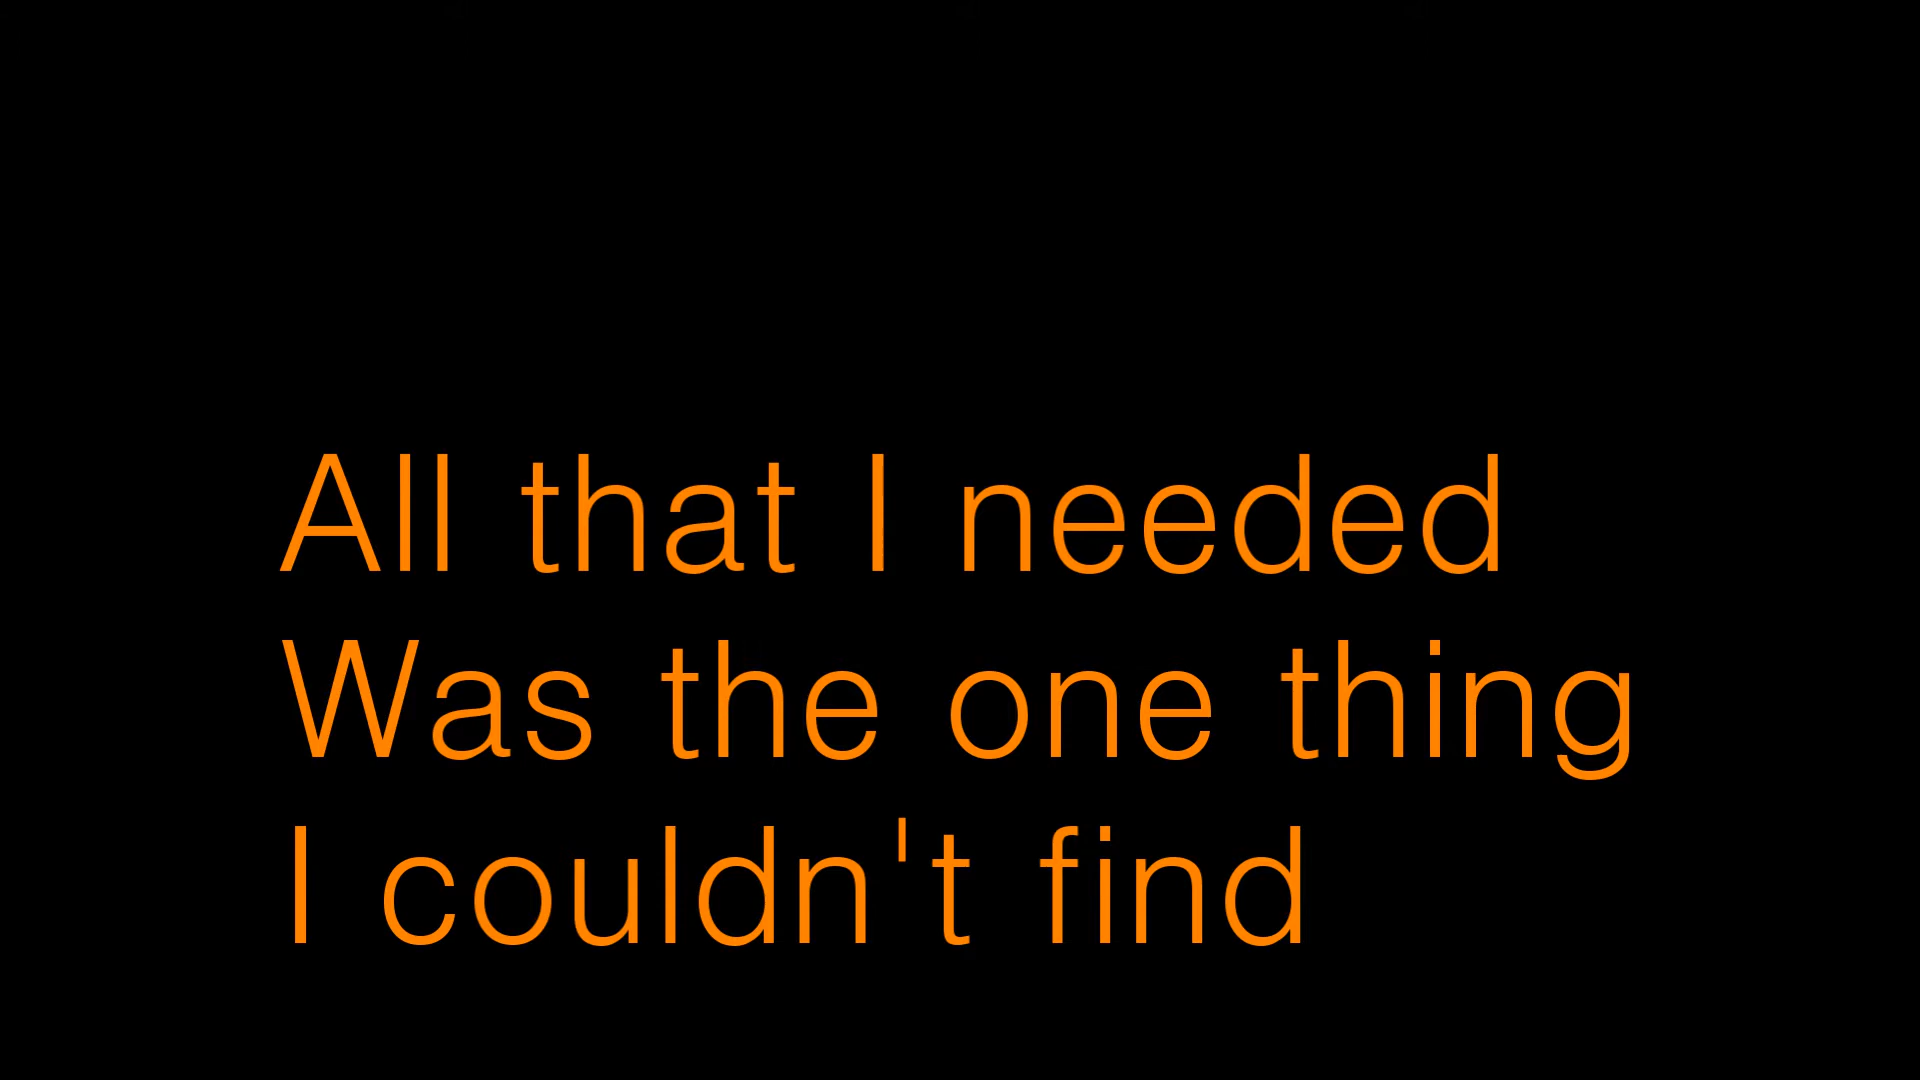 All that I needed
Was the one thing
I couldn't find